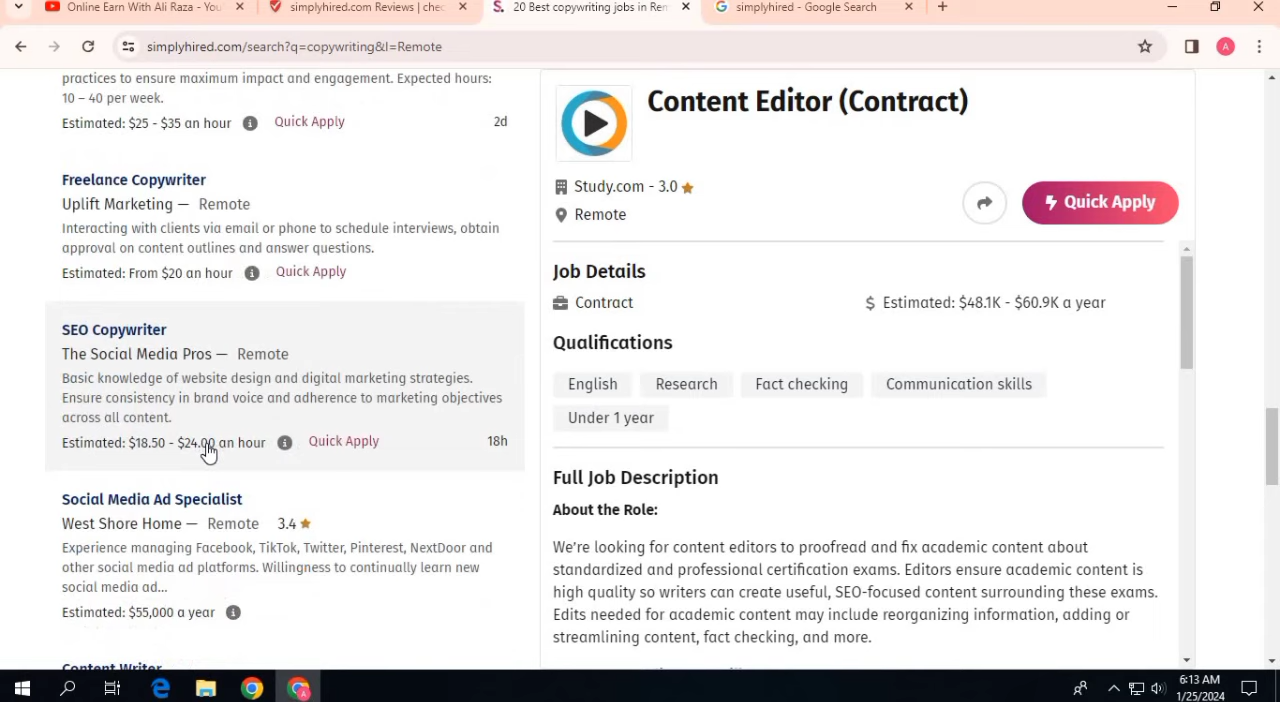 Online Earn With Ali Raza - You
simplyhired.com Reviews | chec
20 Best copywriting jobs in Rem
simplyhired - Google Search
simplyhired.com/search?q=copywriting&l=Remote
A
practices to ensure maximum impact and engagement. Expected hours:
10 – 40 per week.
Estimated: $25 - $35 an hour Quick Apply 2d
Freelance Copywriter
Uplift Marketing — Remote
Interacting with clients via email or phone to schedule interviews, obtain
approval on content outlines and answer questions.
Estimated: From $20 an hour Quick Apply
SEO Copywriter
The Social Media Pros — Remote
Basic knowledge of website design and digital marketing strategies.
Ensure consistency in brand voice and adherence to marketing objectives
across all content.
Estimated: $18.50 - $24.00 an hour Quick Apply 18h
Social Media Ad Specialist
West Shore Home — Remote 3.4
Experience managing Facebook, TikTok, Twitter, Pinterest, NextDoor and
other social media ad platforms. Willingness to continually learn new
social media ad...
Estimated: $55,000 a year
Content Writer
Content Editor (Contract)
Study.com - 3.0
Remote
Quick Apply
Job Details
Contract
$ Estimated: $48.1K - $60.9K a year
Qualifications
English Research Fact checking Communication skills
Under 1 year
Full Job Description
About the Role:
We're looking for content editors to proofread and fix academic content about
standardized and professional certification exams. Editors ensure academic content is
high quality so writers can create useful, SEO-focused content surrounding these exams.
Edits needed for academic content may include reorganizing information, adding or
streamlining content, fact checking, and more.
6:13 AM
1/25/2024